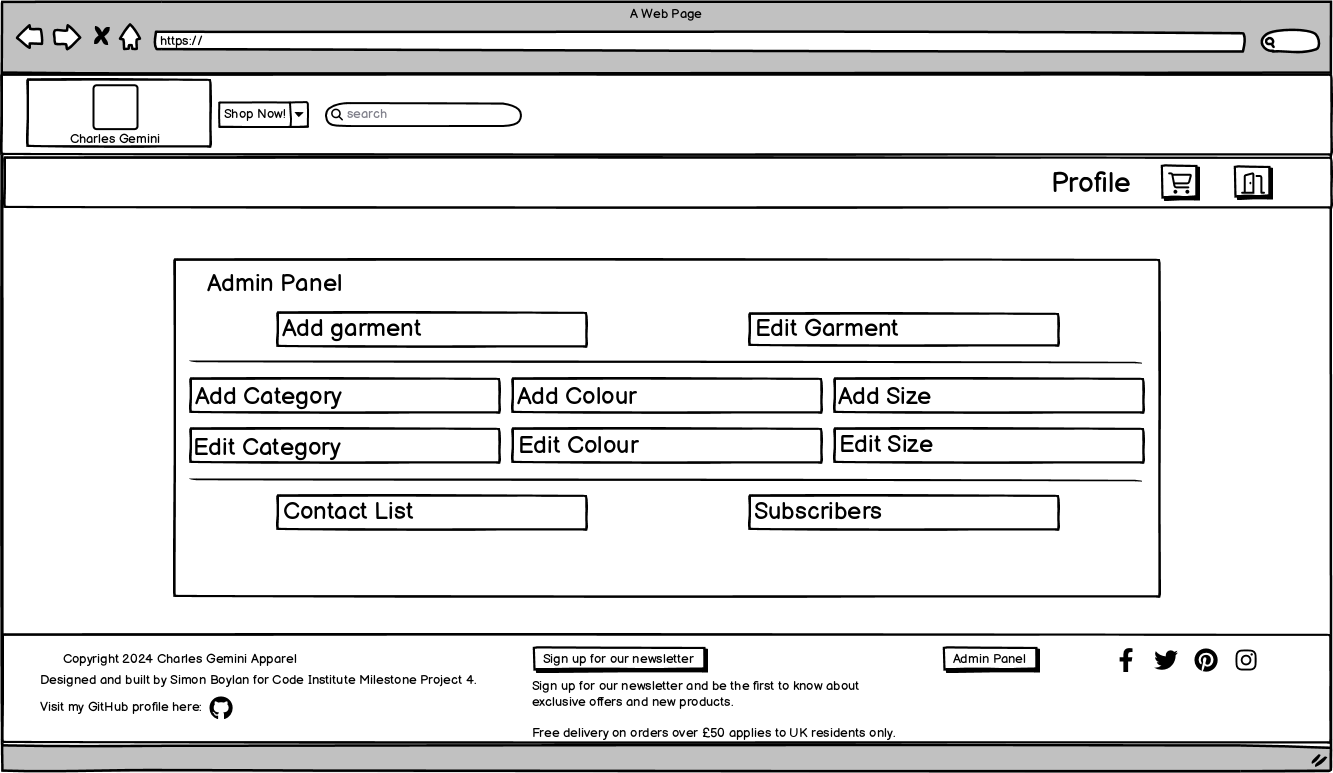 A Web Page
https://
Charles Gemini
Shop Now!
search
Profile
Admin Panel
Add garment
Edit Garment
Add Category
Add Colour
Add Size
Edit Category
Edit Colour
Edit Size
Contact List
Subscribers
Copyright 2024 Charles Gemini Apparel
Designed and built by Simon Boylan for Code Institute Milestone Project 4.
Visit my GitHub profile here:
Sign up for our newsletter
Sign up for our newsletter and be the first to know about
exclusive offers and new products.
Free delivery on orders over £50 applies to UK residents only.
Admin Panel